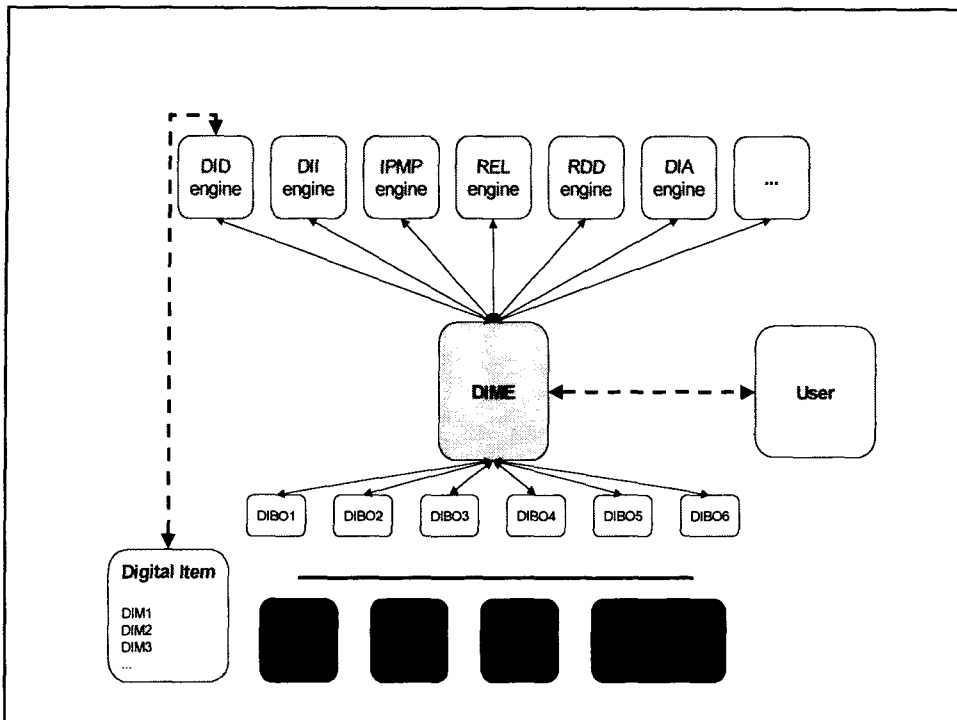 DID
engine
DII
engine
IPMP
engine
REL
engine
RDD
engine
DIA
engine
...
DIME
User
DIBO1
DIBO2
DIBO3
DIBO4
DIBO5
DIBO6
Digital Item
DIM1
DIM2
DIM3
...